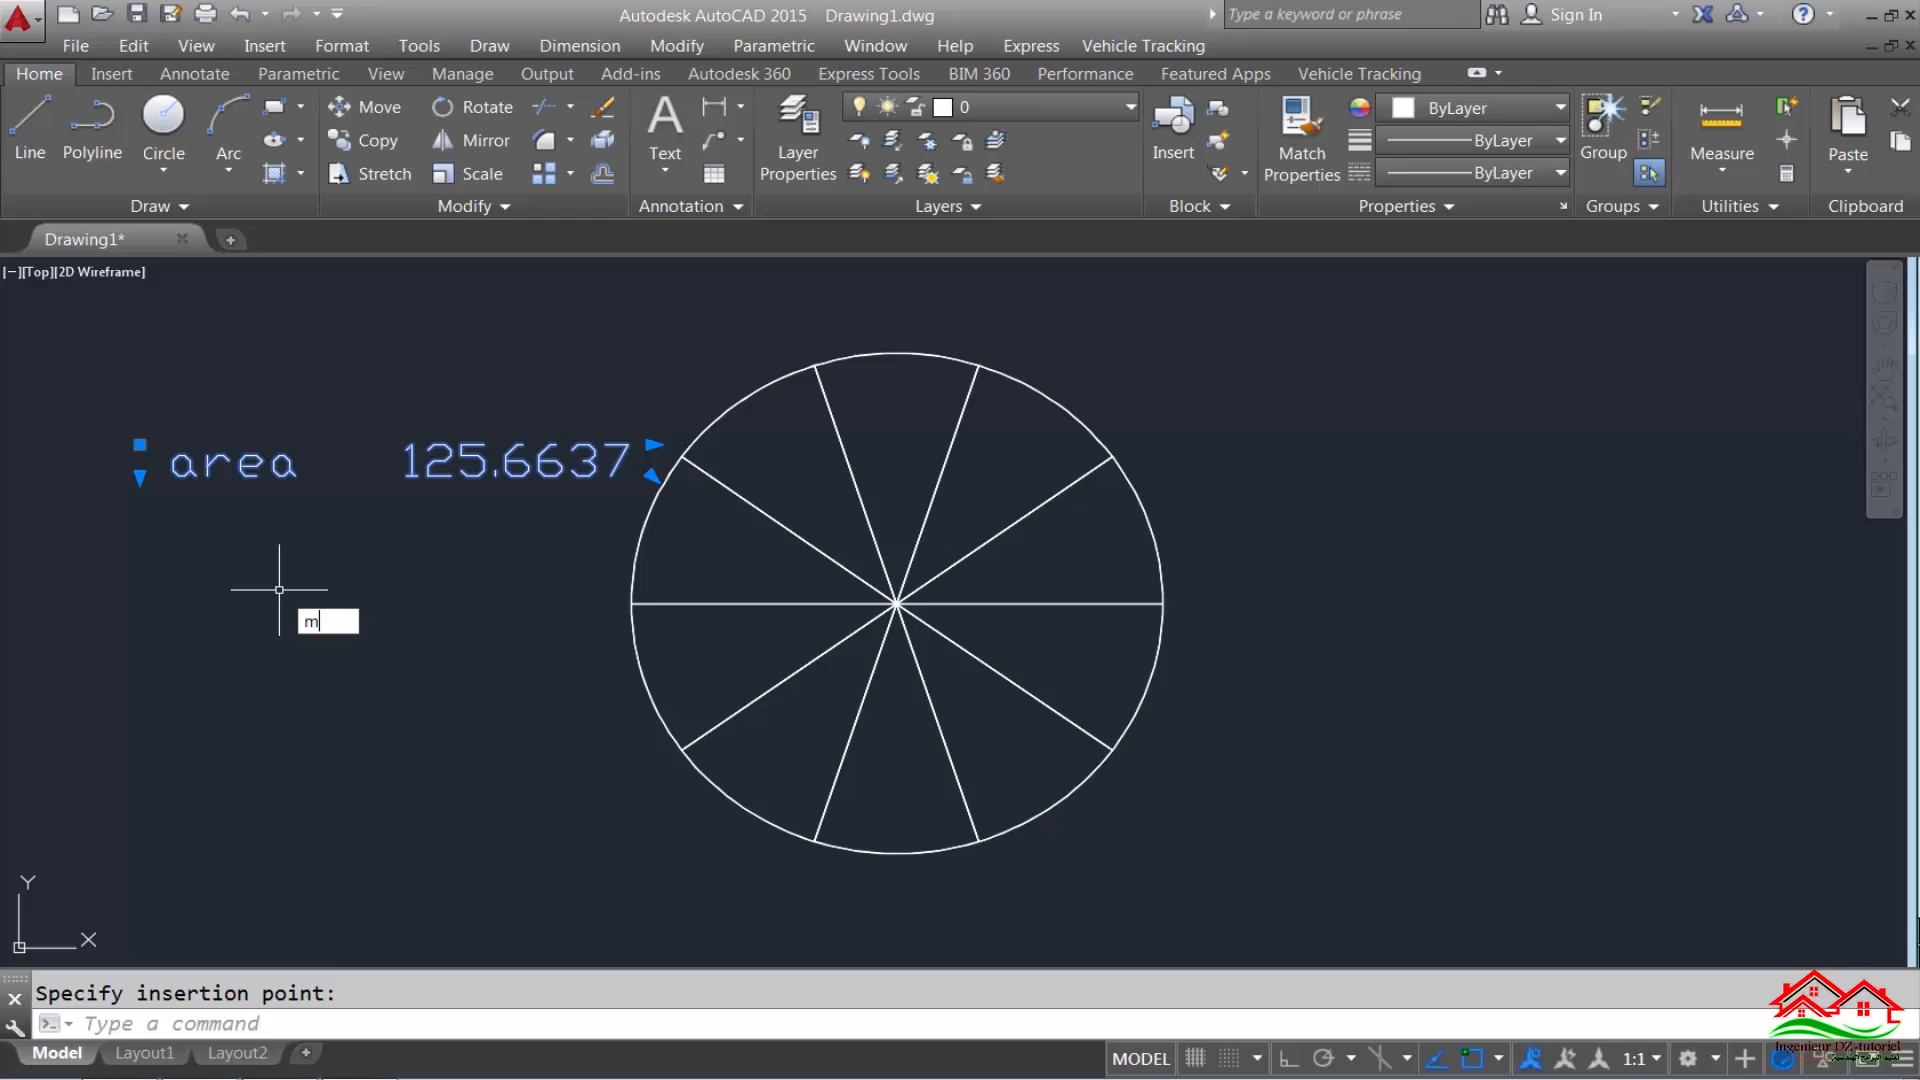 Autodesk AutoCAD 2015 Drawing1.dwg
Type a keyword or phrase
Sign In
File Edit View Insert Format Tools Draw Dimension Modify Parametric Window Help Express Vehicle Tracking
Home Insert Annotate Parametric View Manage Output Add-ins Autodesk 360 Express Tools BIM 360 Performance Featured Apps Vehicle Tracking
Line Polyline Circle Arc
Move Rotate
Copy Mirror
Stretch Scale
Text
Layer Properties
0
Insert
Match Properties
ByLayer
ByLayer
ByLayer
Group
Measure
Paste
Draw Modify Annotation Layers Block Properties Groups Utilities Clipboard
Drawing1*
[–][Top][2D Wireframe]
area 125.6637
m
Y
X
Specify insertion point:
Type a command
Model Layout1 Layout2
MODEL
1:1
Ingenieur DZ-tutoriel